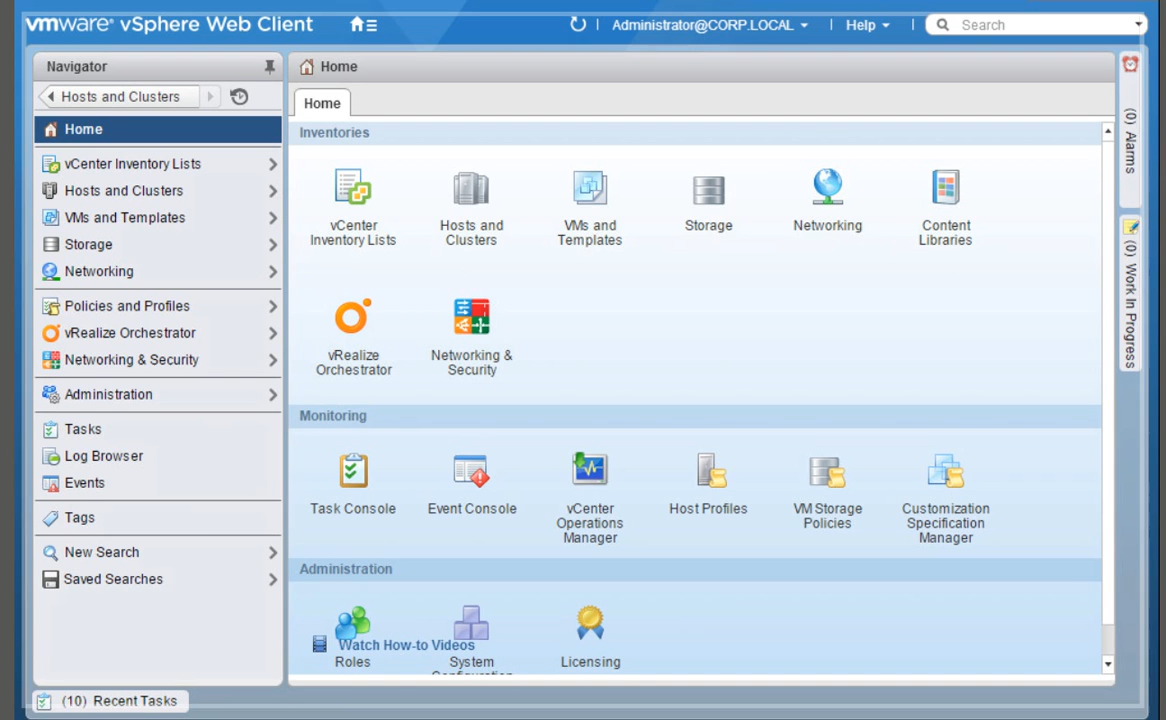 vmware® vSphere Web Client
Administrator@CORP.LOCAL
Help
Search
Navigator
Hosts and Clusters
Home
vCenter Inventory Lists
Hosts and Clusters
VMs and Templates
Storage
Networking
Policies and Profiles
vRealize Orchestrator
Networking & Security
Administration
Tasks
Log Browser
Events
Tags
New Search
Saved Searches
Home
Home
Inventories
vCenter
Inventory Lists
Hosts and
Clusters
VMs and
Templates
Storage
Networking
Content
Libraries
vRealize
Orchestrator
Networking &
Security
Monitoring
Task Console
Event Console
vCenter
Operations
Manager
Host Profiles
VM Storage
Policies
Customization
Specification
Manager
Administration
Watch How-to Videos
Roles
System
Configuration
Licensing
(0) Alarms
(0) Work In Progress
(10) Recent Tasks